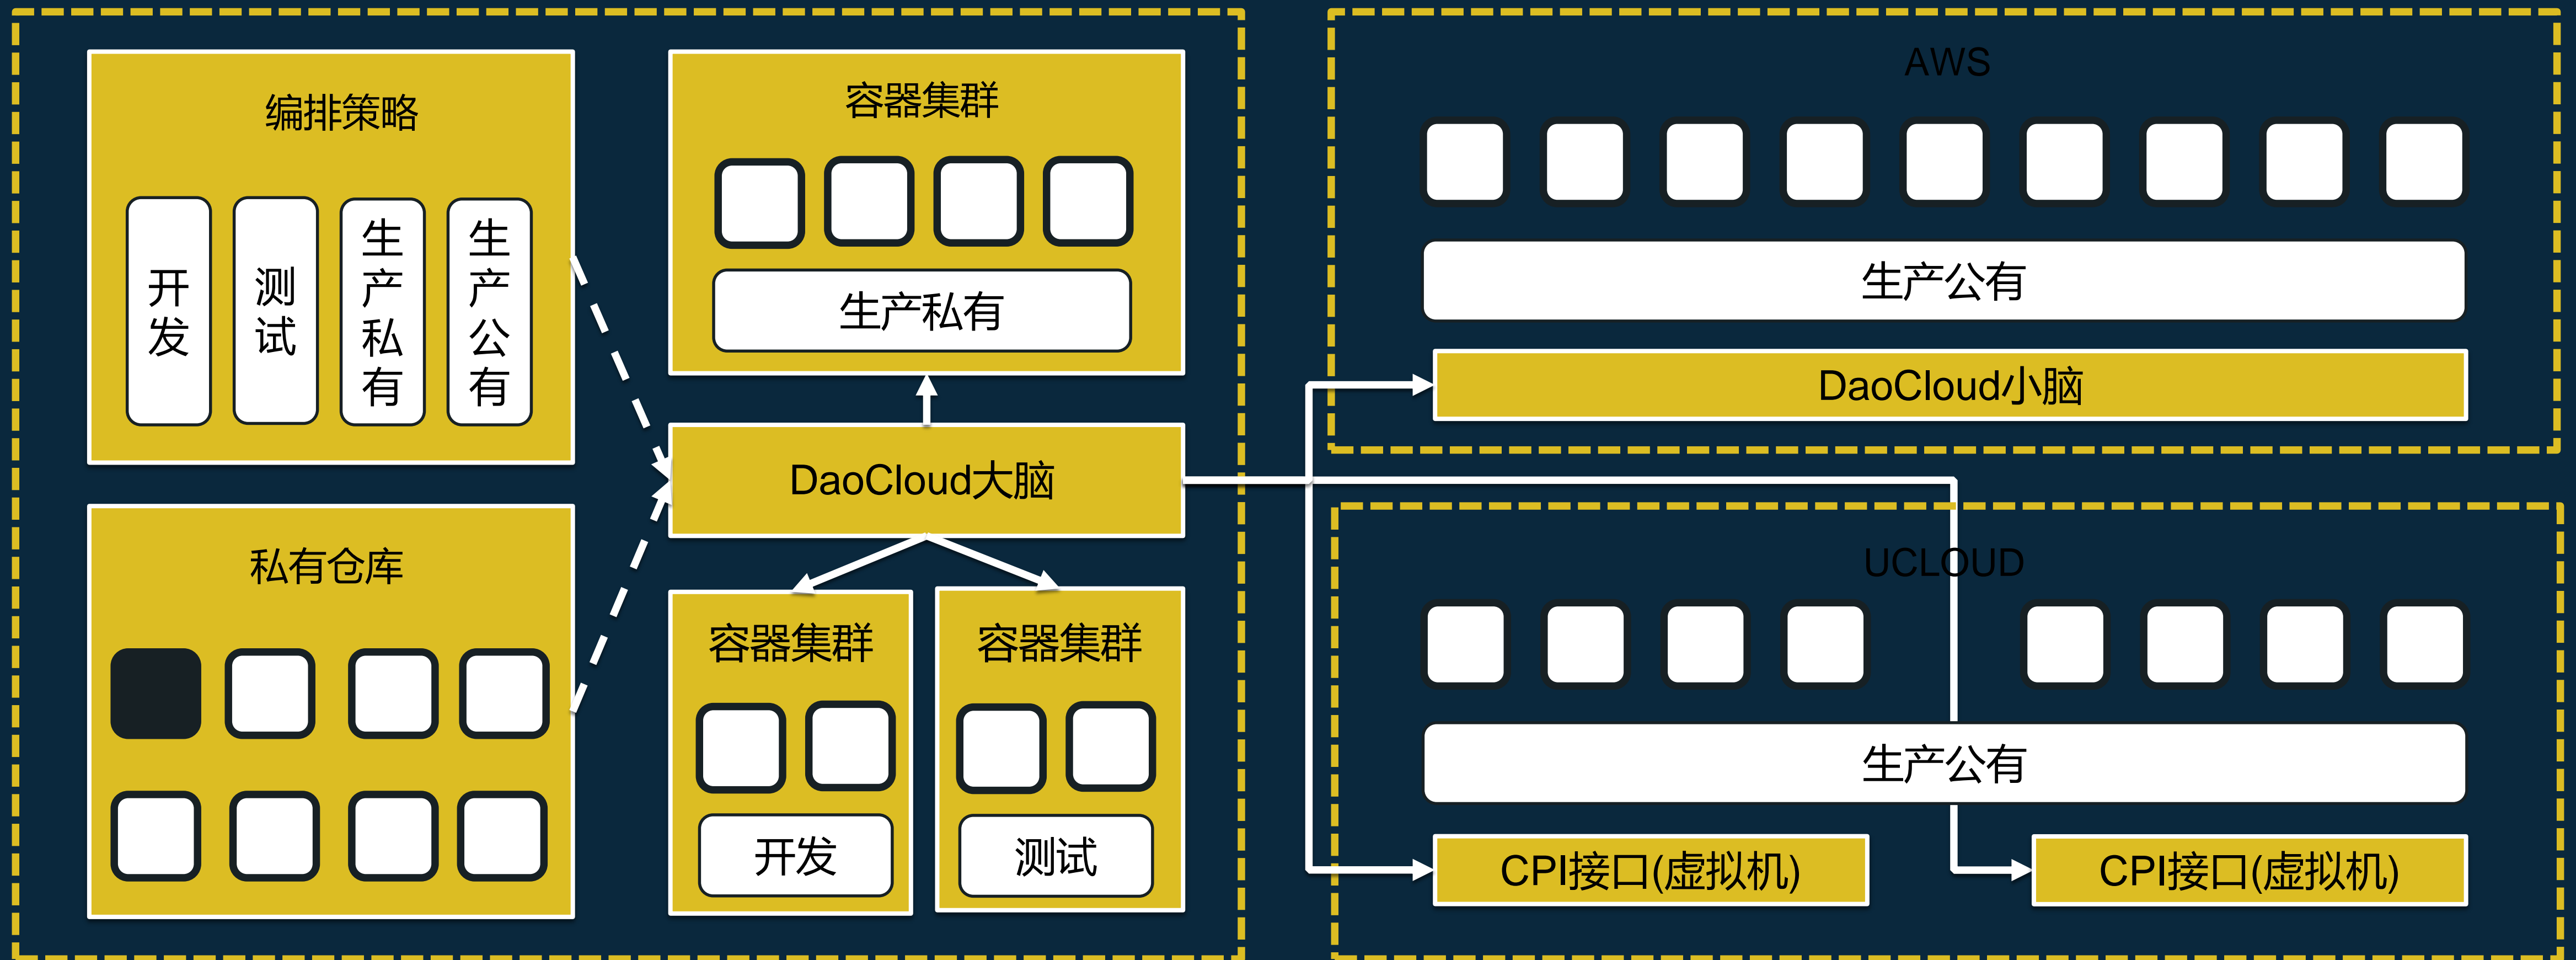 编排策略
开发
测试
生产私有
生产公有
私有仓库
容器集群
生产私有
DaoCloud大脑
容器集群
开发
容器集群
测试
AWS
生产公有
DaoCloud小脑
UCLOUD
生产公有
CPI接口(虚拟机)
CPI接口(虚拟机)